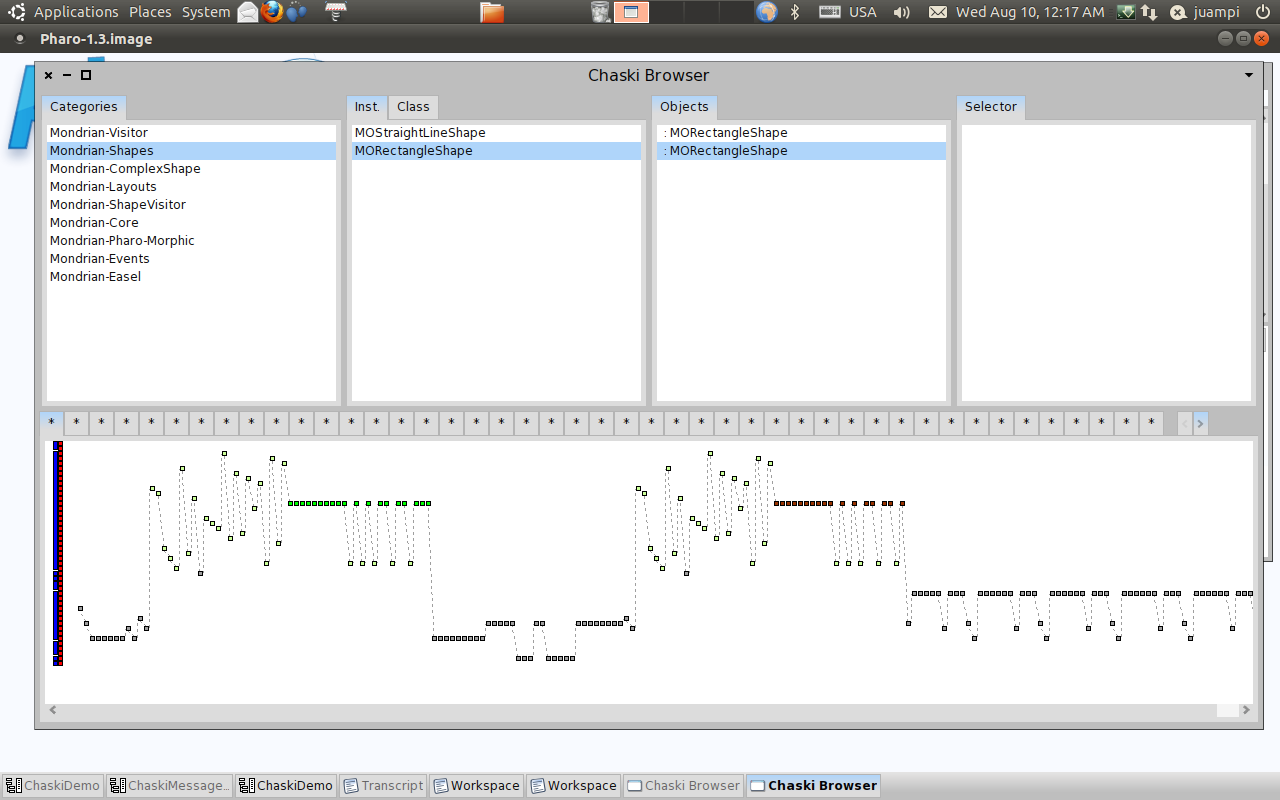 Applications Places System USA Wed Aug 10, 12:17 AM juampi
Pharo-1.3.image
Chaski Browser
Categories Inst. Class Objects Selector
Mondrian-Visitor MOStraightLineShape : MORectangleShape
Mondrian-Shapes MORectangleShape : MORectangleShape
Mondrian-ComplexShape
Mondrian-Layouts
Mondrian-ShapeVisitor
Mondrian-Core
Mondrian-Pharo-Morphic
Mondrian-Events
Mondrian-Easel
* * * * * * * * * * * * * * * * * * * * * * * * * * * * * * * * * * * * * * * * * * * * *
ChaskiDemo ChaskiMessage... ChaskiDemo Transcript Workspace Workspace Chaski Browser Chaski Browser